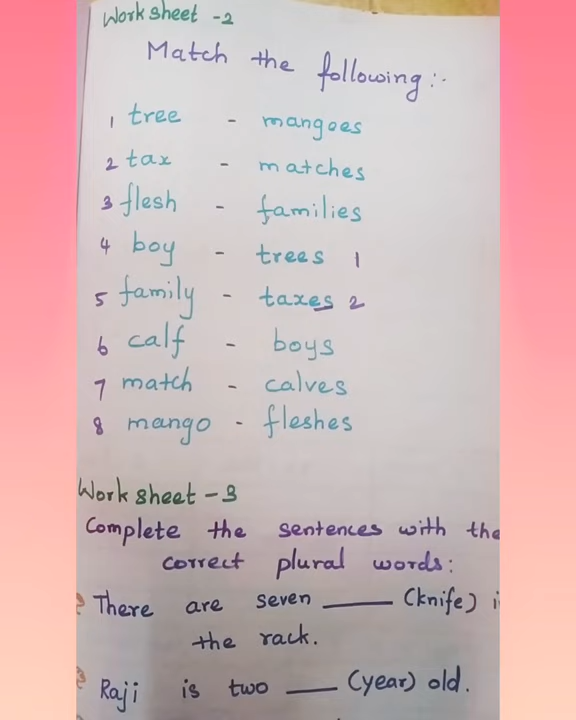 Work sheet - 2
Match the following :-
1 tree - mangoes
2 tax - matches
3 flesh - families
4 boy - trees 1
5 family - taxes 2
6 calf - boys
7 match - calves
8 mango - fleshes
Work sheet - 3
Complete the sentences with the
correct plural words:
There are seven ____ (knife) i
the rack.
Raji is two ____ (year) old.